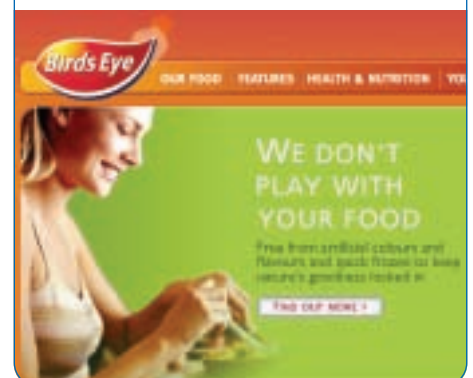 Birds Eye
OUR FOOD FEATURES HEALTH & NUTRITION YO
WE DON'T
PLAY WITH
YOUR FOOD
Free from artificial colours and
flavours and quick frozen to keep
nature's goodness locked in
FIND OUT MORE >